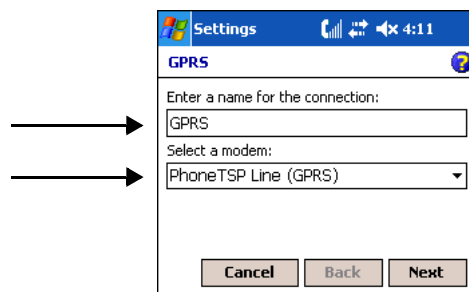 Settings 4:11
GPRS
Enter a name for the connection:
GPRS
Select a modem:
PhoneTSP Line (GPRS)
Cancel Back Next